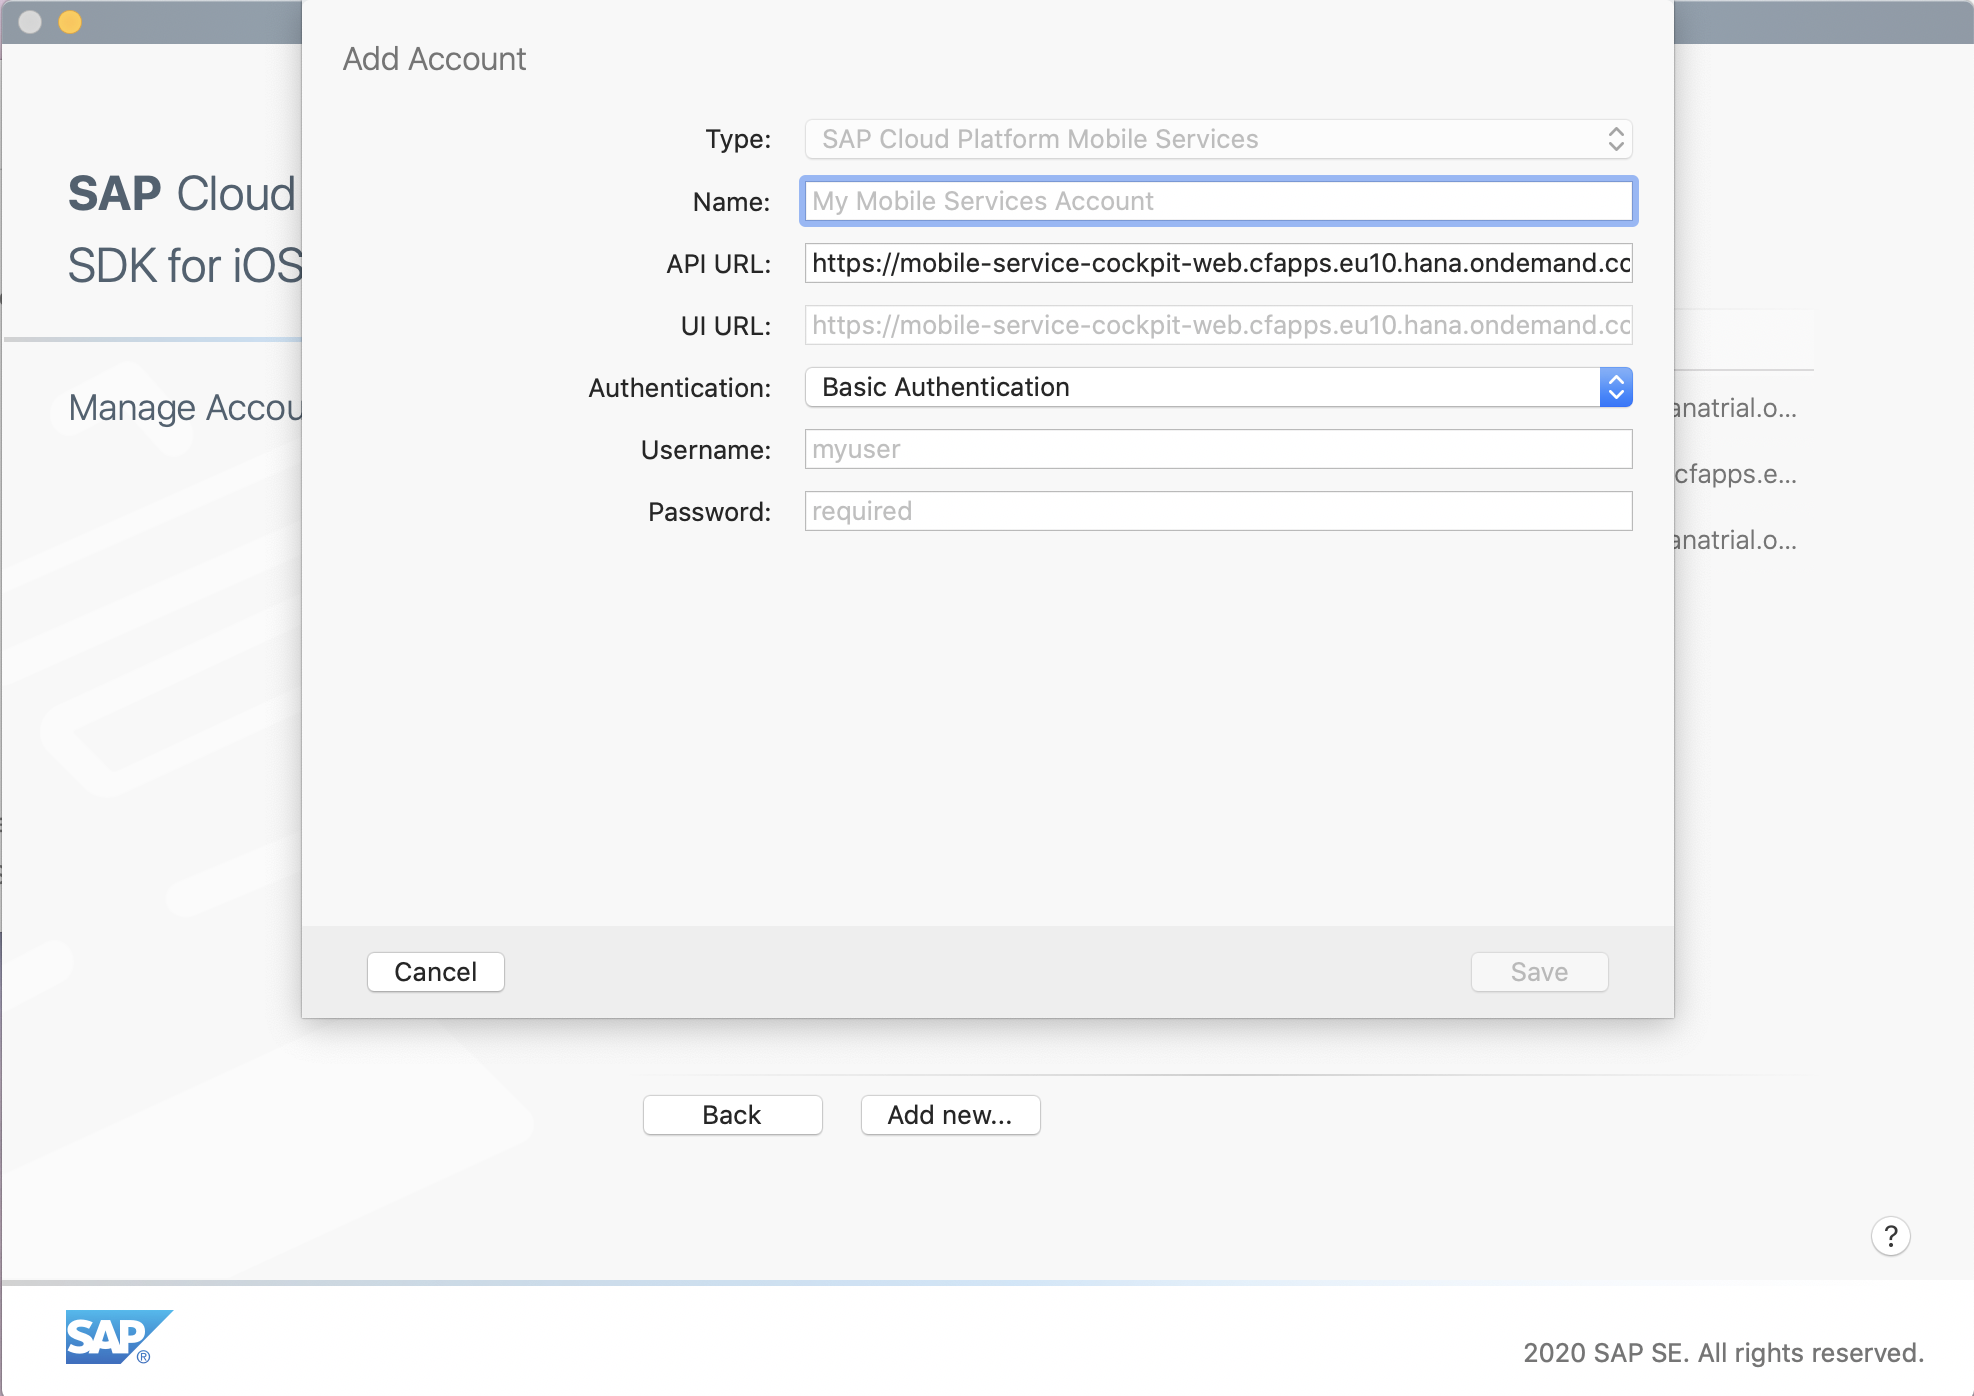 Add Account
Type: SAP Cloud Platform Mobile Services
Name: My Mobile Services Account
API URL: https://mobile-service-cockpit-web.cfapps.eu10.hana.ondemand.cc
UI URL: https://mobile-service-cockpit-web.cfapps.eu10.hana.ondemand.cc
Authentication: Basic Authentication
Username: myuser
Password: required
Cancel
Save
SAP Cloud
SDK for iOS
Manage Accou
anatrial.o...
cfapps.e...
anatrial.o...
Back
Add new...
?
SAP®
2020 SAP SE. All rights reserved.